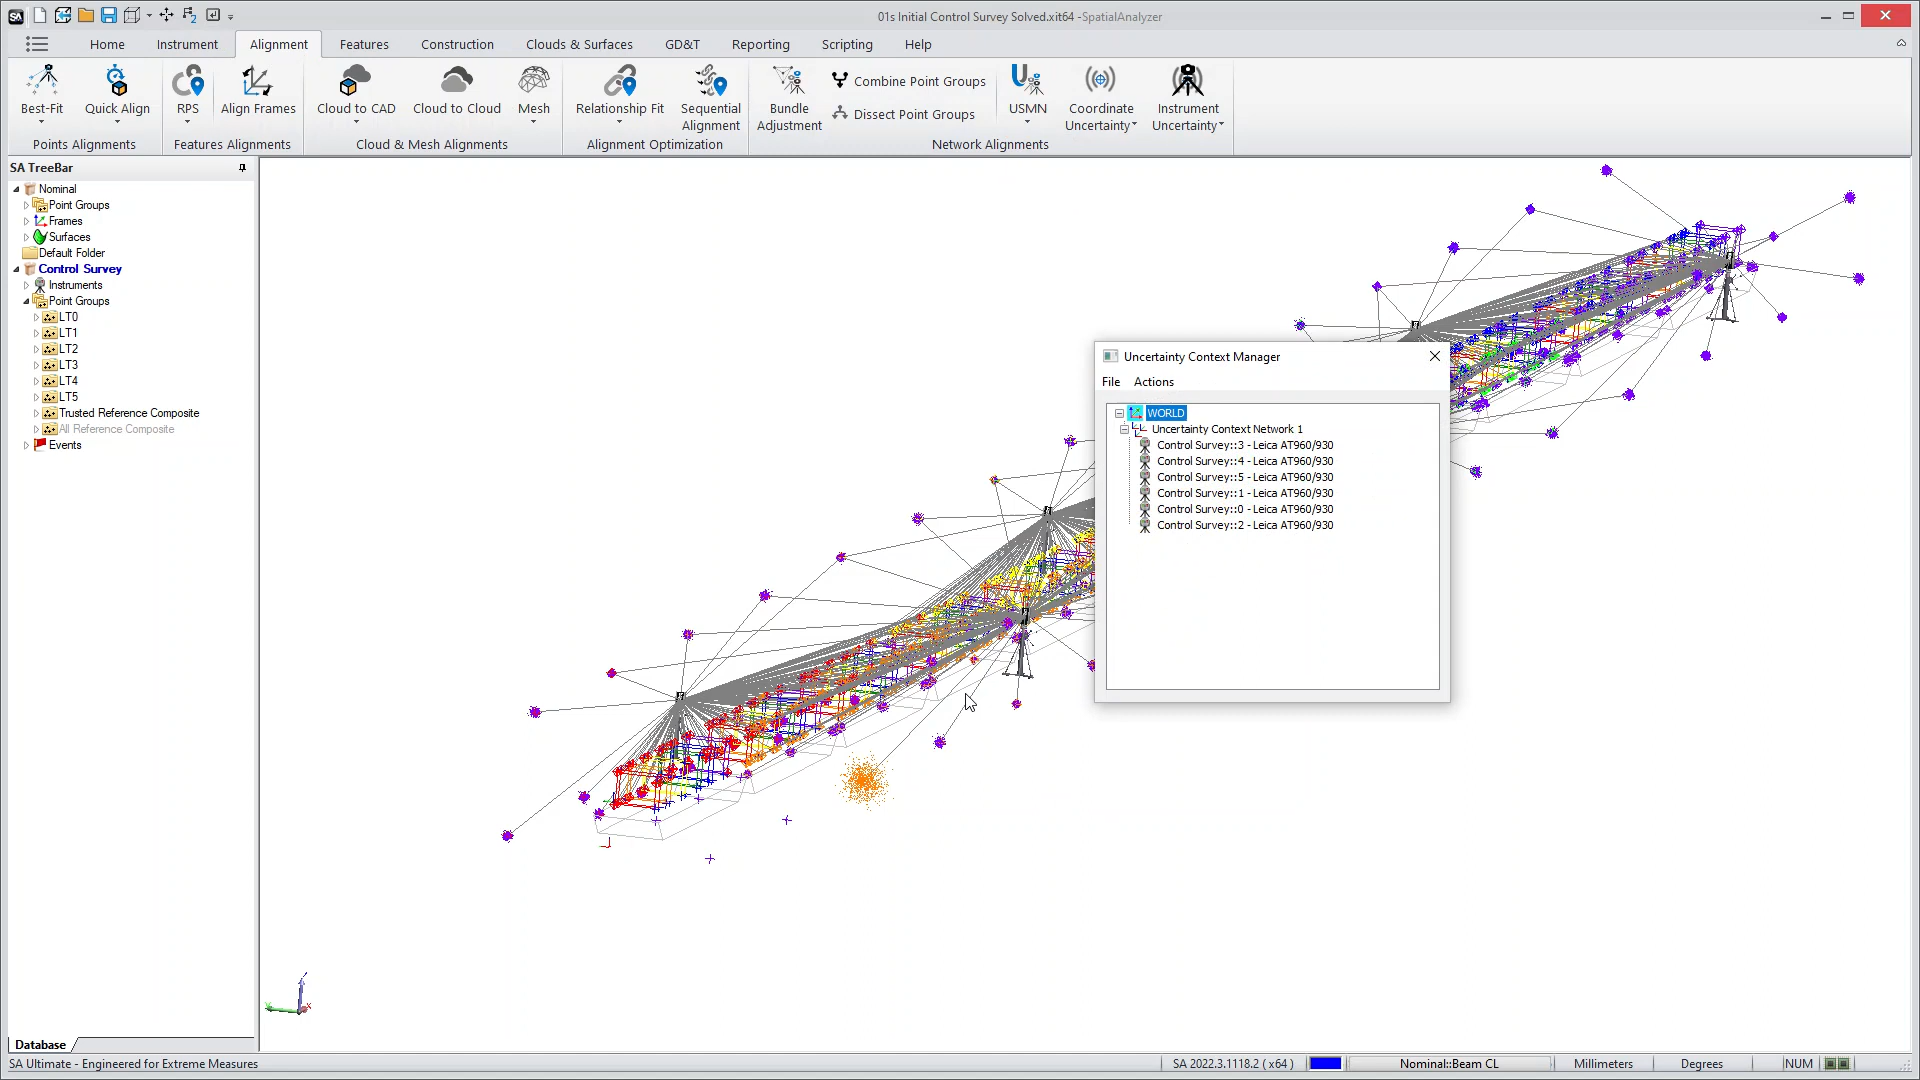 SA
01s Initial Control Survey Solved.xit64 - SpatialAnalyzer
Home
Instrument
Alignment
Features
Construction
Clouds & Surfaces
GD&T
Reporting
Scripting
Help
Best-Fit
Quick Align
RPS
Align Frames
Cloud to CAD
Cloud to Cloud
Mesh
Relationship Fit
Sequential
Alignment
Bundle
Adjustment
Combine Point Groups
Dissect Point Groups
USMN
Coordinate
Uncertainty
Instrument
Uncertainty
Points Alignments
Features Alignments
Cloud & Mesh Alignments
Alignment Optimization
Network Alignments
SA TreeBar
Nominal
Point Groups
Frames
Surfaces
Default Folder
Control Survey
Instruments
Point Groups
LT0
LT1
LT2
LT3
LT4
LT5
Trusted Reference Composite
All Reference Composite
Events
Uncertainty Context Manager
File
Actions
WORLD
Uncertainty Context Network 1
Control Survey::3 - Leica AT960/930
Control Survey::4 - Leica AT960/930
Control Survey::5 - Leica AT960/930
Control Survey::1 - Leica AT960/930
Control Survey::0 - Leica AT960/930
Control Survey::2 - Leica AT960/930
Database
SA Ultimate - Engineered for Extreme Measures
SA 2022.3.1118.2 ( x64 )
Nominal::Beam CL
Millimeters
Degrees
NUM